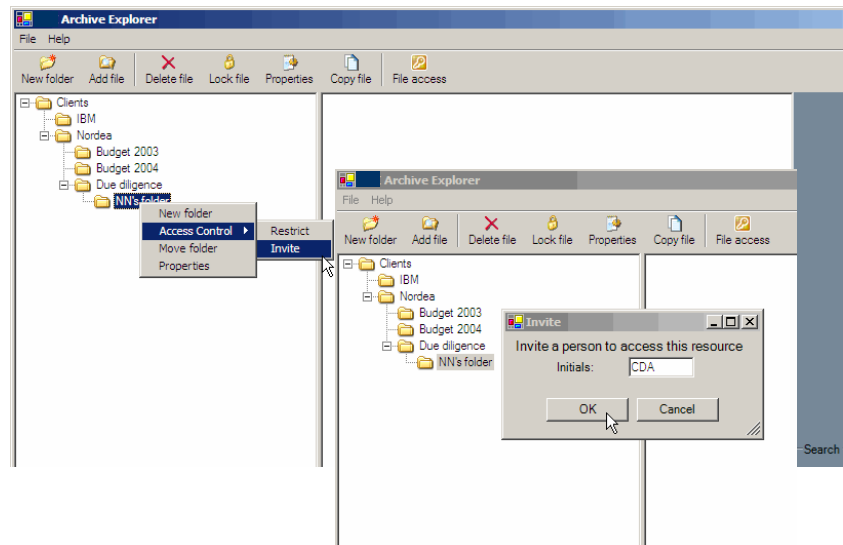 Archive Explorer
File Help
New folder Add file Delete file Lock file Properties Copy file File access
Clients
IBM
Nordea
Budget 2003
Budget 2004
Due diligence
NN's folder
New folder
Access Control
Move folder
Properties
Restrict
Invite
Archive Explorer
File Help
New folder Add file Delete file Lock file Properties Copy file File access
Clients
IBM
Nordea
Budget 2003
Budget 2004
Due diligence
NN's folder
Invite
Invite a person to access this resource
Initials: CDA
OK Cancel
Search